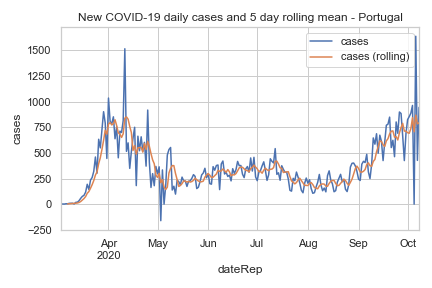 New COVID-19 daily cases and 5 day rolling mean - Portugal
cases
cases (rolling)
1500
1250
1000
750
500
250
0
−250
cases
Apr
2020
May
Jun
Jul
Aug
Sep
Oct
dateRep